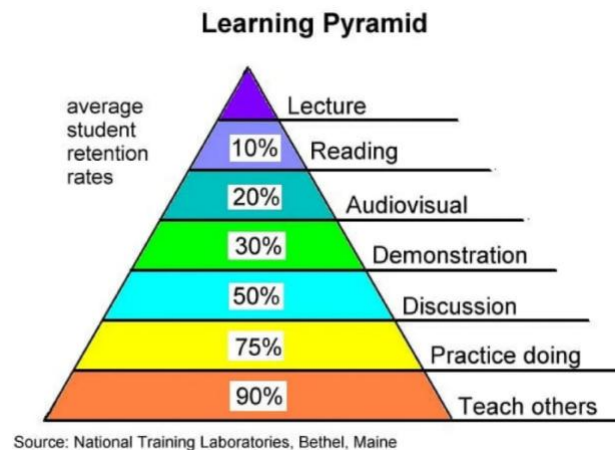 Learning Pyramid
average
student
retention
rates
Lecture
10% Reading
20% Audiovisual
30% Demonstration
50% Discussion
75% Practice doing
90% Teach others
Source: National Training Laboratories, Bethel, Maine